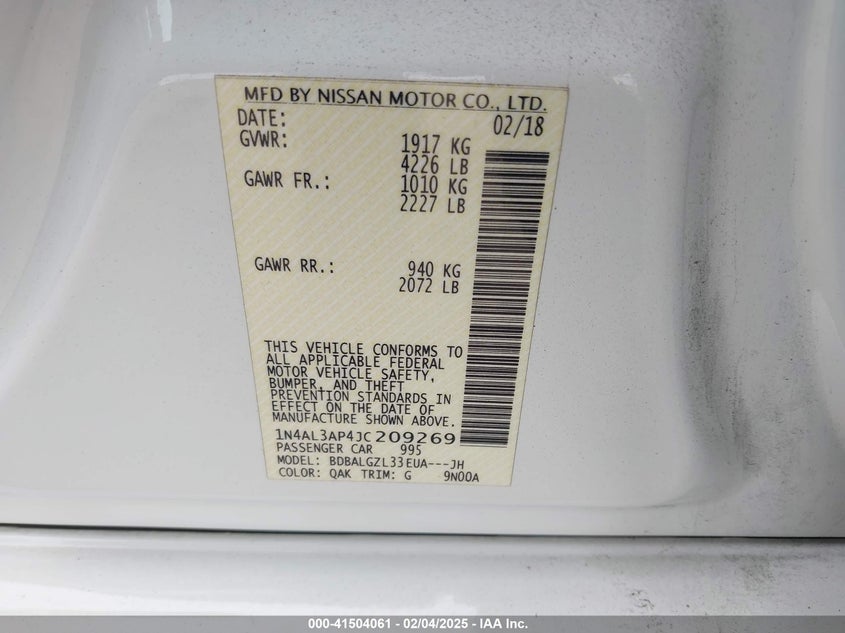 MFD BY NISSAN MOTOR CO., LTD.
DATE: 02/18
GVWR: 1917 KG
4226 LB
GAWR FR.: 1010 KG
2227 LB
GAWR RR.: 940 KG
2072 LB
THIS VEHICLE CONFORMS TO
ALL APPLICABLE FEDERAL
MOTOR VEHICLE SAFETY,
BUMPER, AND THEFT
PREVENTION STANDARDS IN
EFFECT ON THE DATE OF
MANUFACTURE SHOWN ABOVE.
1N4AL3AP4JC209269
PASSENGER CAR 995
MODEL: BDBALGZL33EUA---JH
COLOR: QAK TRIM: G 9N00A
000-41504061 - 02/04/2025 - IAA Inc.